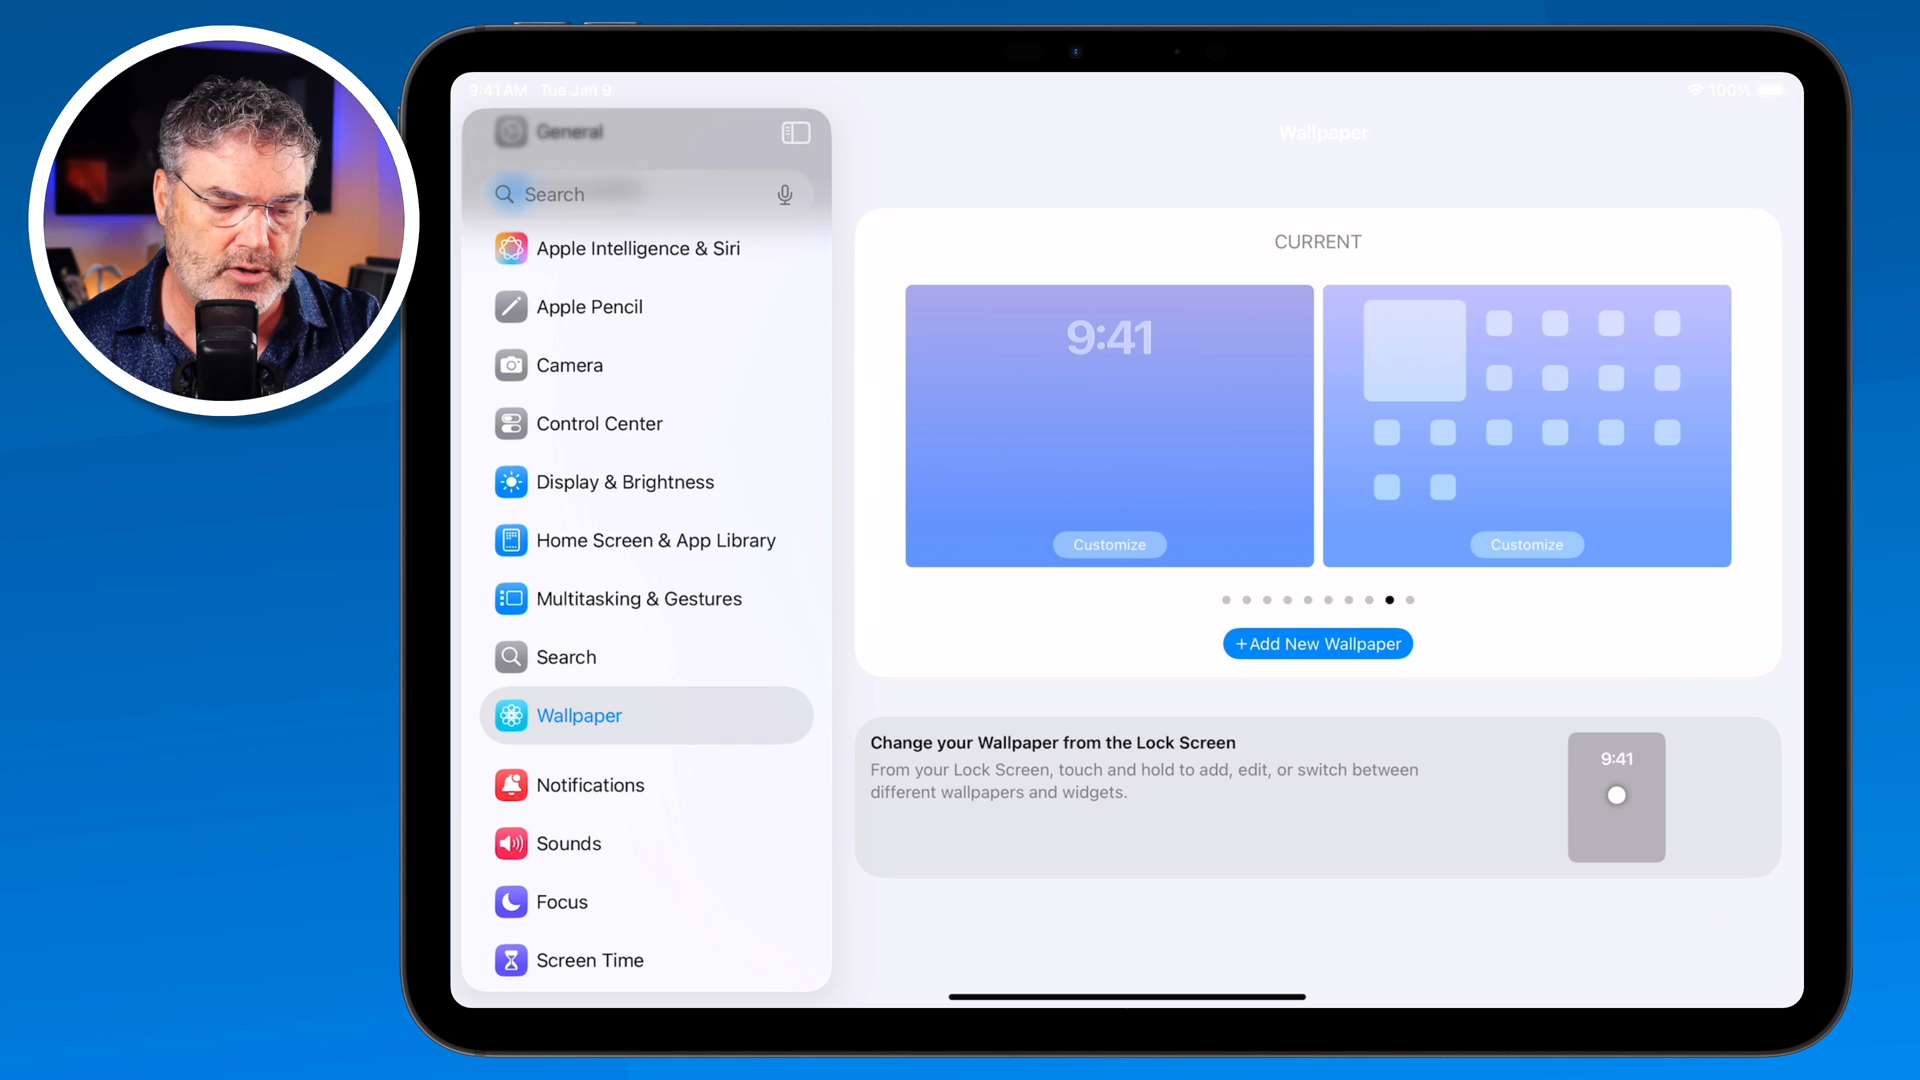 9:41 AM Tue Jan 9
100%
General
Search
Apple Intelligence & Siri
Apple Pencil
Camera
Control Center
Display & Brightness
Home Screen & App Library
Multitasking & Gestures
Search
Wallpaper
Notifications
Sounds
Focus
Screen Time
Wallpaper
CURRENT
9:41
Customize
Customize
+ Add New Wallpaper
Change your Wallpaper from the Lock Screen
From your Lock Screen, touch and hold to add, edit, or switch between
different wallpapers and widgets.
9:41